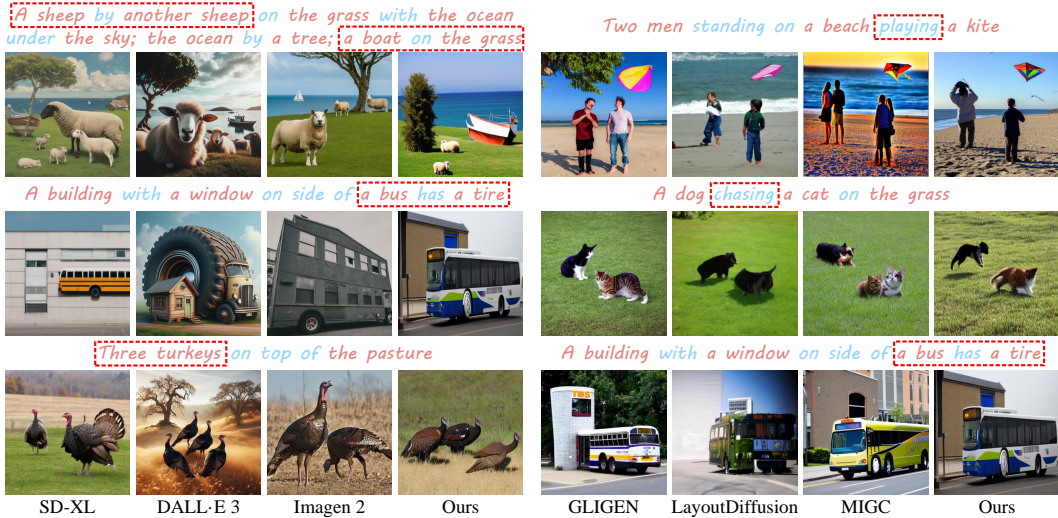 A sheep by another sheep on the grass with the ocean
under the sky; the ocean by a tree; a boat on the grass
A building with a window on side of a bus has a tire
Three turkeys on top of the pasture
SD-XL DALL·E 3 Imagen 2 Ours
Two men standing on a beach playing a kite
A dog chasing a cat on the grass
A building with a window on side of a bus has a tire
GLIGEN LayoutDiffusion MIGC Ours